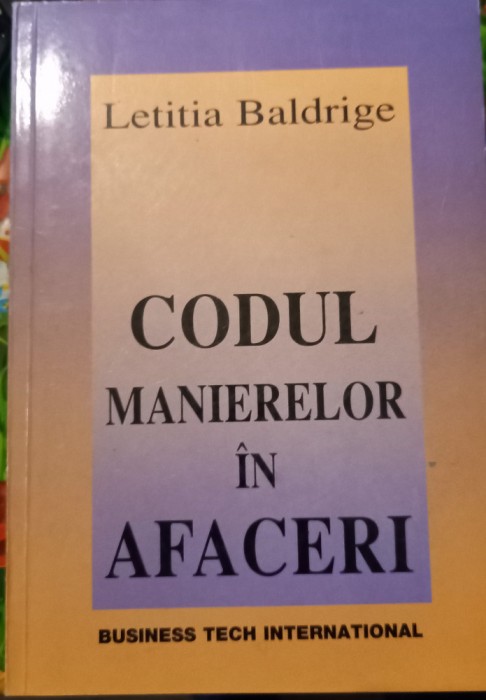 Letitia Baldrige
CODUL
MANIERELOR
ÎN
AFACERI
BUSINESS TECH INTERNATIONAL